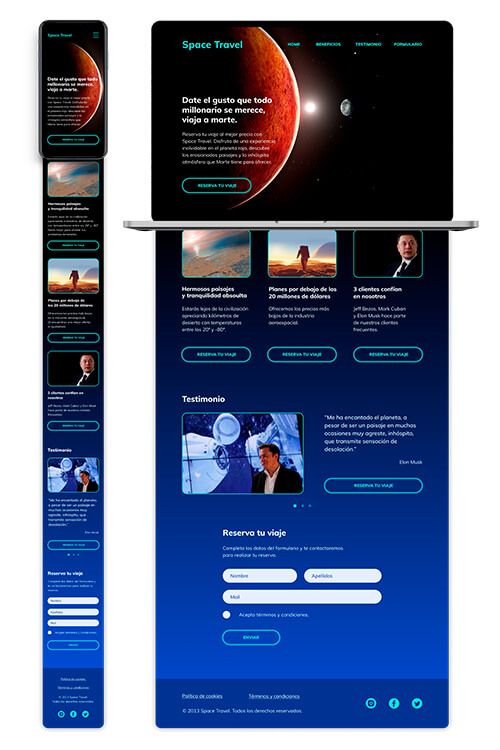 Space Travel
Date el gusto que todo
millonario se merece,
viaja a marte.
Reserva tu viaje al mejor precio con
Space Travel. Disfruta de una experiencia
inolvidable en el planeta rojo, descubre
los erosionados paisajes y la inhóspita
atmósfera que Marte tiene para ofrecer.
RESERVA TU VIAJE
Hermosos paisajes
y tranquilidad absoluta
Estarás lejos de la civilización
apreciando kilómetros de desierto
con temperaturas entre los 20º y -80º.
RESERVA TU VIAJE
Planes por debajo de
los 20 millones de dólares
Ofrecemos los precios más bajos
de la industria aeroespacial.
RESERVA TU VIAJE
3 clientes confían en
nosotros
Jeff Bezos, Mark Cuban y Elon Musk
hace parte de nuestros clientes
frecuentes.
RESERVA TU VIAJE
Testimonio
"Me ha encantado el planeta,
a pesar de ser un paisaje en
muchas ocasiones muy
agreste, inhóspito, que
transmite sensación de
desolación."
Elon Musk
RESERVA TU VIAJE
Reserva tu viaje
Completa los datos del formulario y
te contactaremos para realizar tu
reserva.
Nombre
Apellidos
Mail
Acepto términos y condiciones.
ENVIAR
Política de cookies
Términos y condiciones
© 2013 Space Travel.
Todos los derechos reservados.
Space Travel HOME BENEFICIOS TESTIMONIO FORMULARIO
Date el gusto que todo
millonario se merece,
viaja a marte.
Reserva tu viaje al mejor precio con
Space Travel. Disfruta de una experiencia
inolvidable en el planeta rojo, descubre
los erosionados paisajes y la inhóspita
atmósfera que Marte tiene para ofrecer.
RESERVA TU VIAJE
Hermosos paisajes
y tranquilidad absoluta
Estarás lejos de la civilización
apreciando kilómetros de
desierto con temperaturas
entre los 20º y -80º.
RESERVA TU VIAJE
Planes por debajo de los
20 millones de dólares
Ofrecemos los precios más
bajos de la industria
aeroespacial.
RESERVA TU VIAJE
3 clientes confían
en nosotros
Jeff Bezos, Mark Cuban
y Elon Musk hace parte
de nuestros clientes
frecuentes.
RESERVA TU VIAJE
Testimonio
"Me ha encantado el planeta, a
pesar de ser un paisaje en muchas
ocasiones muy agreste, inhóspito,
que transmite sensación de
desolación."
Elon Musk
RESERVA TU VIAJE
Reserva tu viaje
Completa los datos del formulario y te contactaremos
para realizar tu reserva.
Nombre Apellidos
Mail
Acepto términos y condiciones.
ENVIAR
Política de cookies Términos y condiciones
© 2013 Space Travel. Todos los derechos reservados.